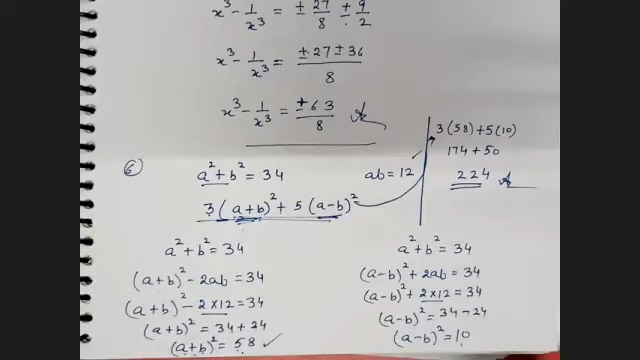 x³ - 1/x³ = ± 27/8 ± 9/2
x³ - 1/x³ = ± 27 ± 36 / 8
x³ - 1/x³ = ± 63 / 8
6) a² + b² = 34 ab = 12
3(a+b)² + 5(a-b)²
3(58) + 5(10)
174 + 50
224
a² + b² = 34
(a+b)² - 2ab = 34
(a+b)² - 2×12 = 34
(a+b)² = 34 + 24
(a+b)² = 58 ✓
a² + b² = 34
(a-b)² + 2ab = 34
(a-b)² + 2×12 = 34
(a-b)² = 34 - 24
(a-b)² = 10